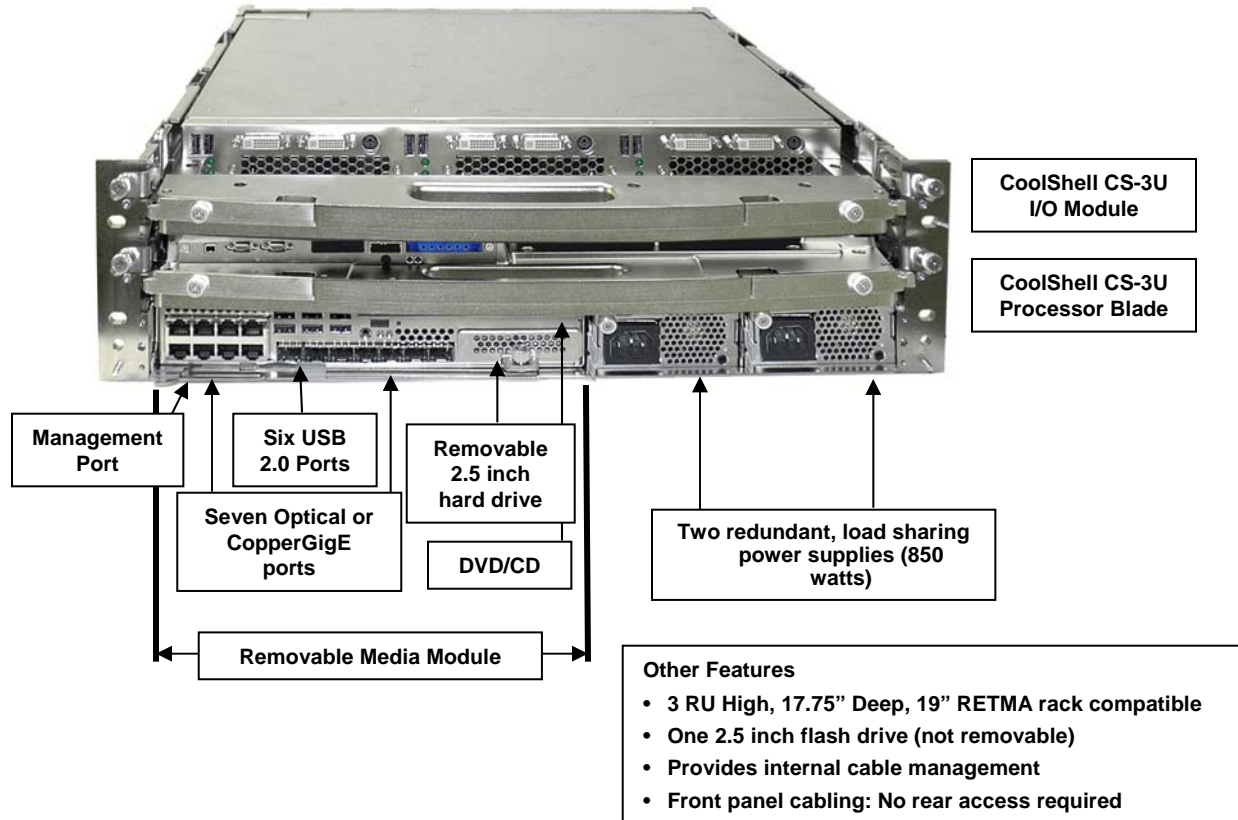 CoolShell CS-3U
I/O Module
CoolShell CS-3U
Processor Blade
Management
Port
Six USB
2.0 Ports
Removable
2.5 inch
hard drive
Seven Optical or
CopperGigE
ports
DVD/CD
Two redundant, load sharing
power supplies (850
watts)
Removable Media Module
Other Features
• 3 RU High, 17.75” Deep, 19” RETMA rack compatible
• One 2.5 inch flash drive (not removable)
• Provides internal cable management
• Front panel cabling: No rear access required